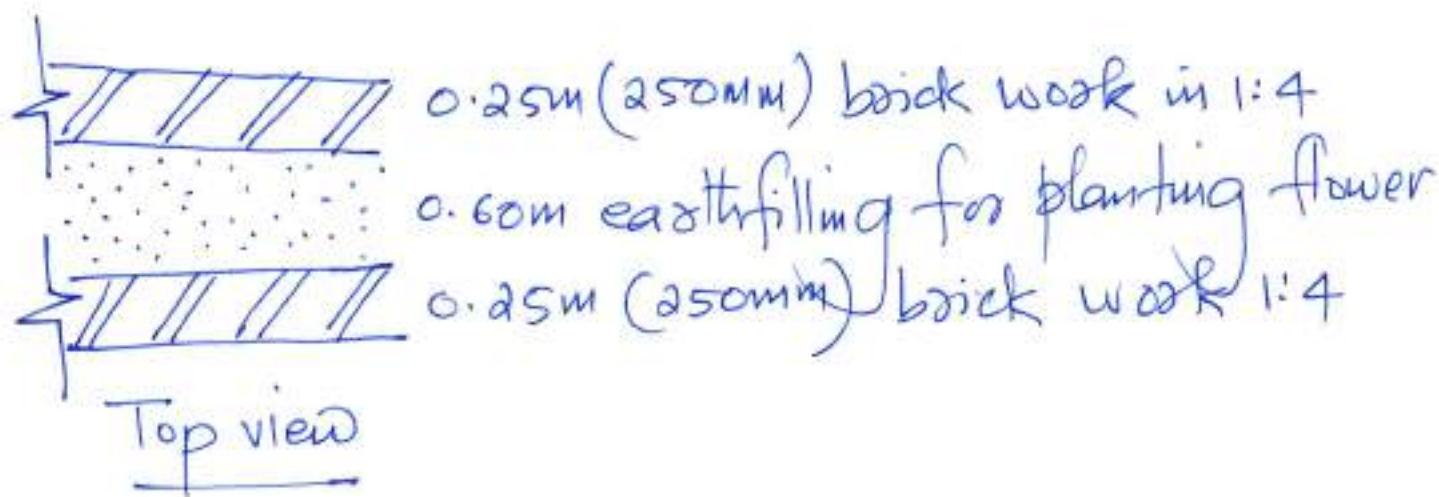 0.25m (250mm) brick work in 1:4
0.60m earthfilling for planting flower
0.25m (250mm) brick work 1:4
Top view